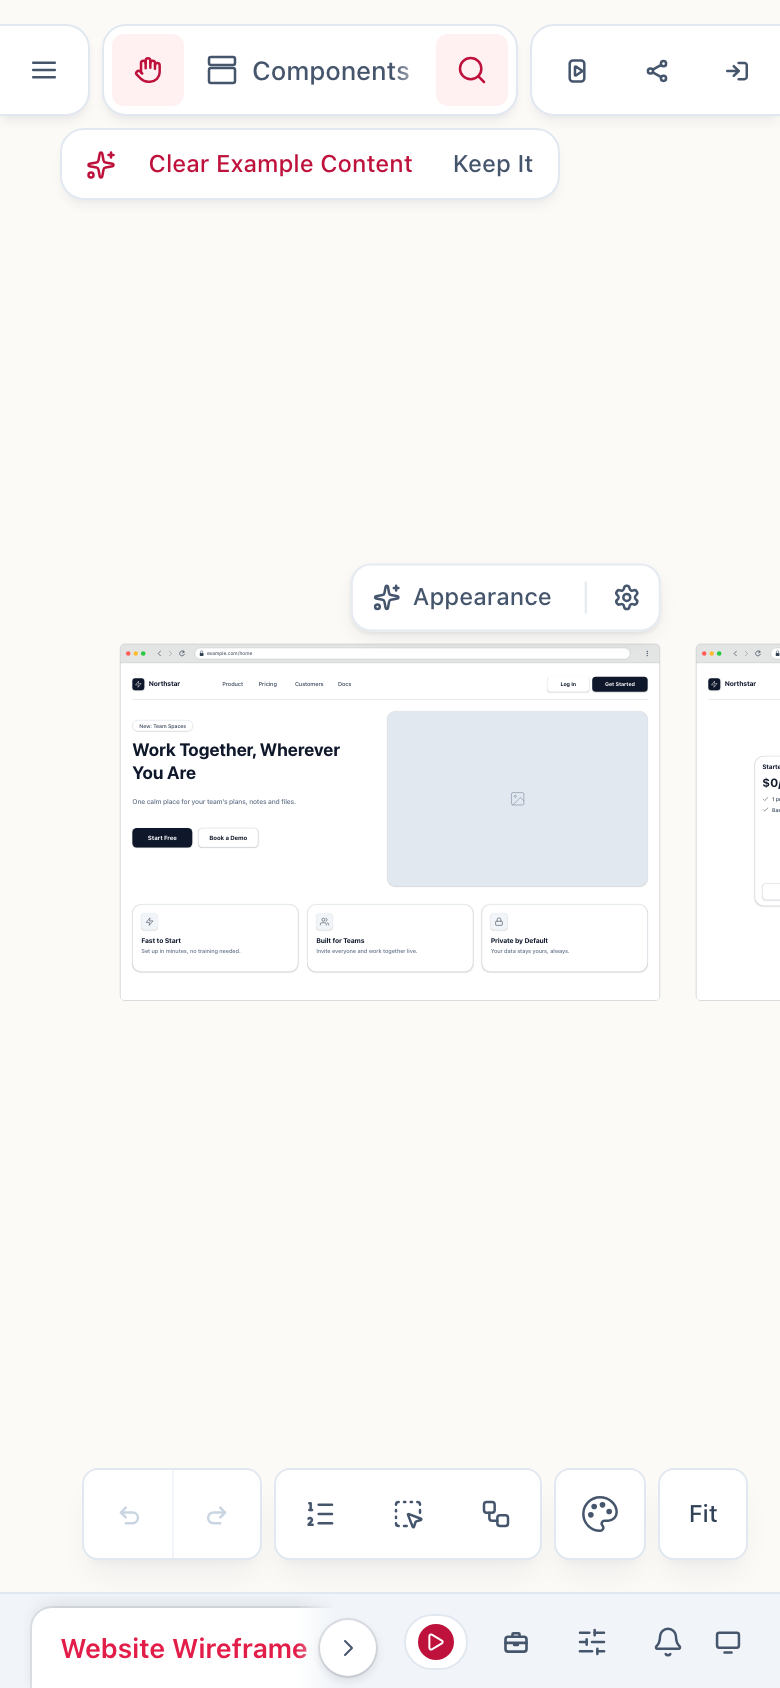 Components
Clear Example Content
Keep It
Appearance
example.com/home
Northstar
Product
Pricing
Customers
Docs
Log In
Get Started
Northstar
New: Team Spaces
Work Together, Wherever
You Are
One calm place for your team's plans, notes and files.
Start Free
Book a Demo
$0/
Fast to Start
Set up in minutes, no training needed.
Built for Teams
Invite everyone and work together live.
Private by Default
Your data stays yours, always.
1
2
Fit
Website Wireframe